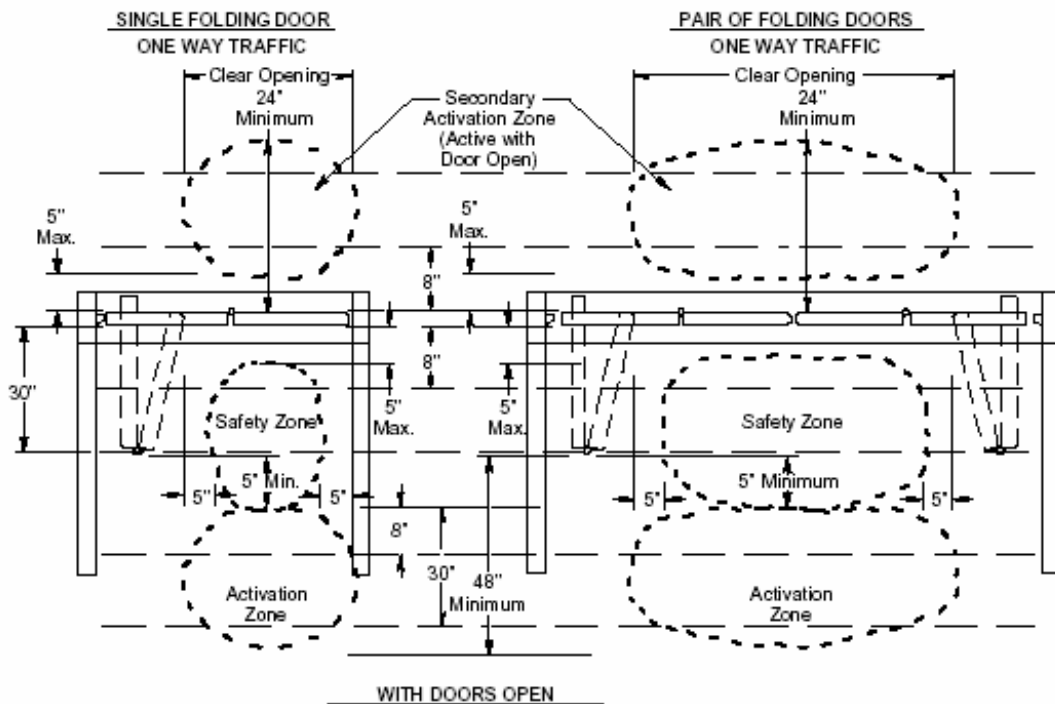 SINGLE FOLDING DOOR
ONE WAY TRAFFIC
Clear Opening
24"
Minimum
PAIR OF FOLDING DOORS
ONE WAY TRAFFIC
Clear Opening
24"
Minimum
Secondary
Activation Zone
(Active with
Door Open)
5"
Max.
5"
Max.
8"
30"
8"
5"
Max.
5"
Max.
Safety Zone
5" Min.
5"
5"
Safety Zone
5" Minimum
5"
5"
8"
30"
48"
Minimum
Activation
Zone
Activation
Zone
WITH DOORS OPEN